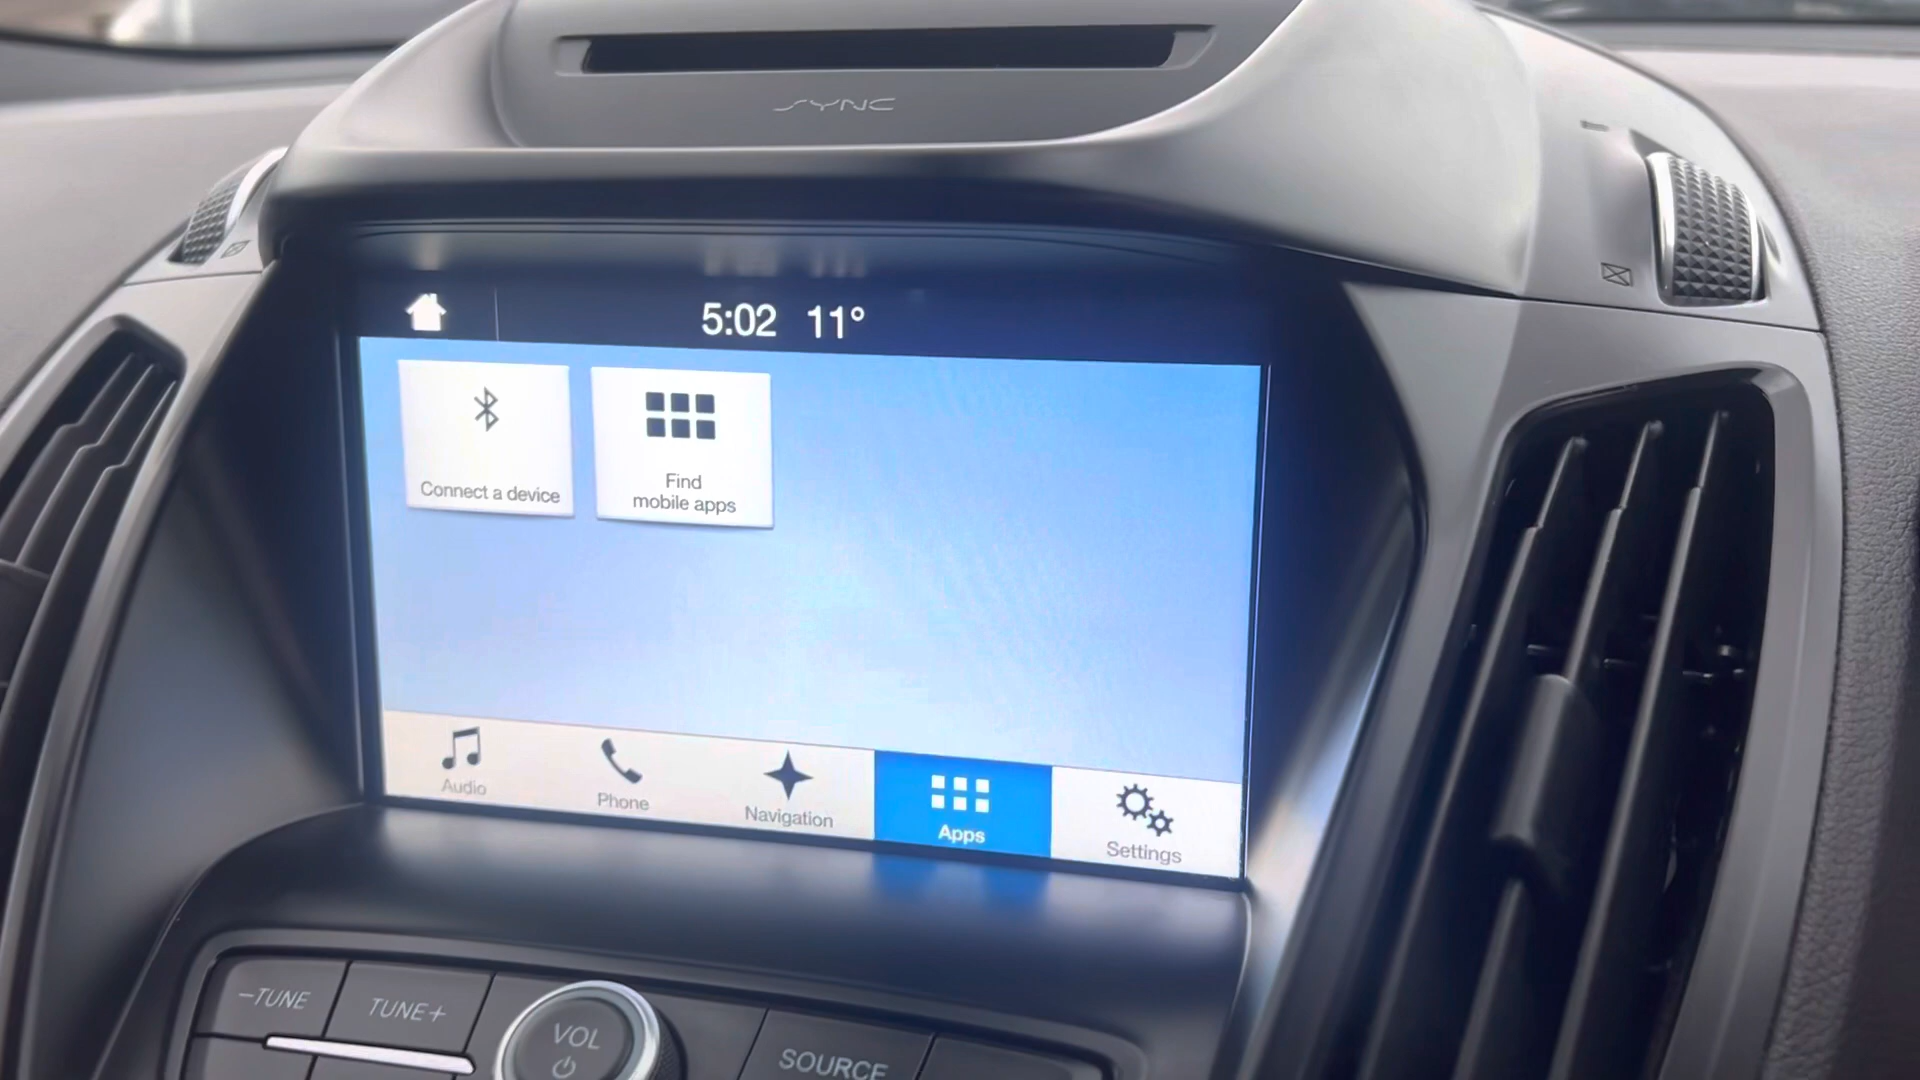 SYNC
5:02 11°
Connect a device
Find
mobile apps
Audio
Phone
Navigation
Apps
Settings
–TUNE
TUNE+
VOL
SOURCE